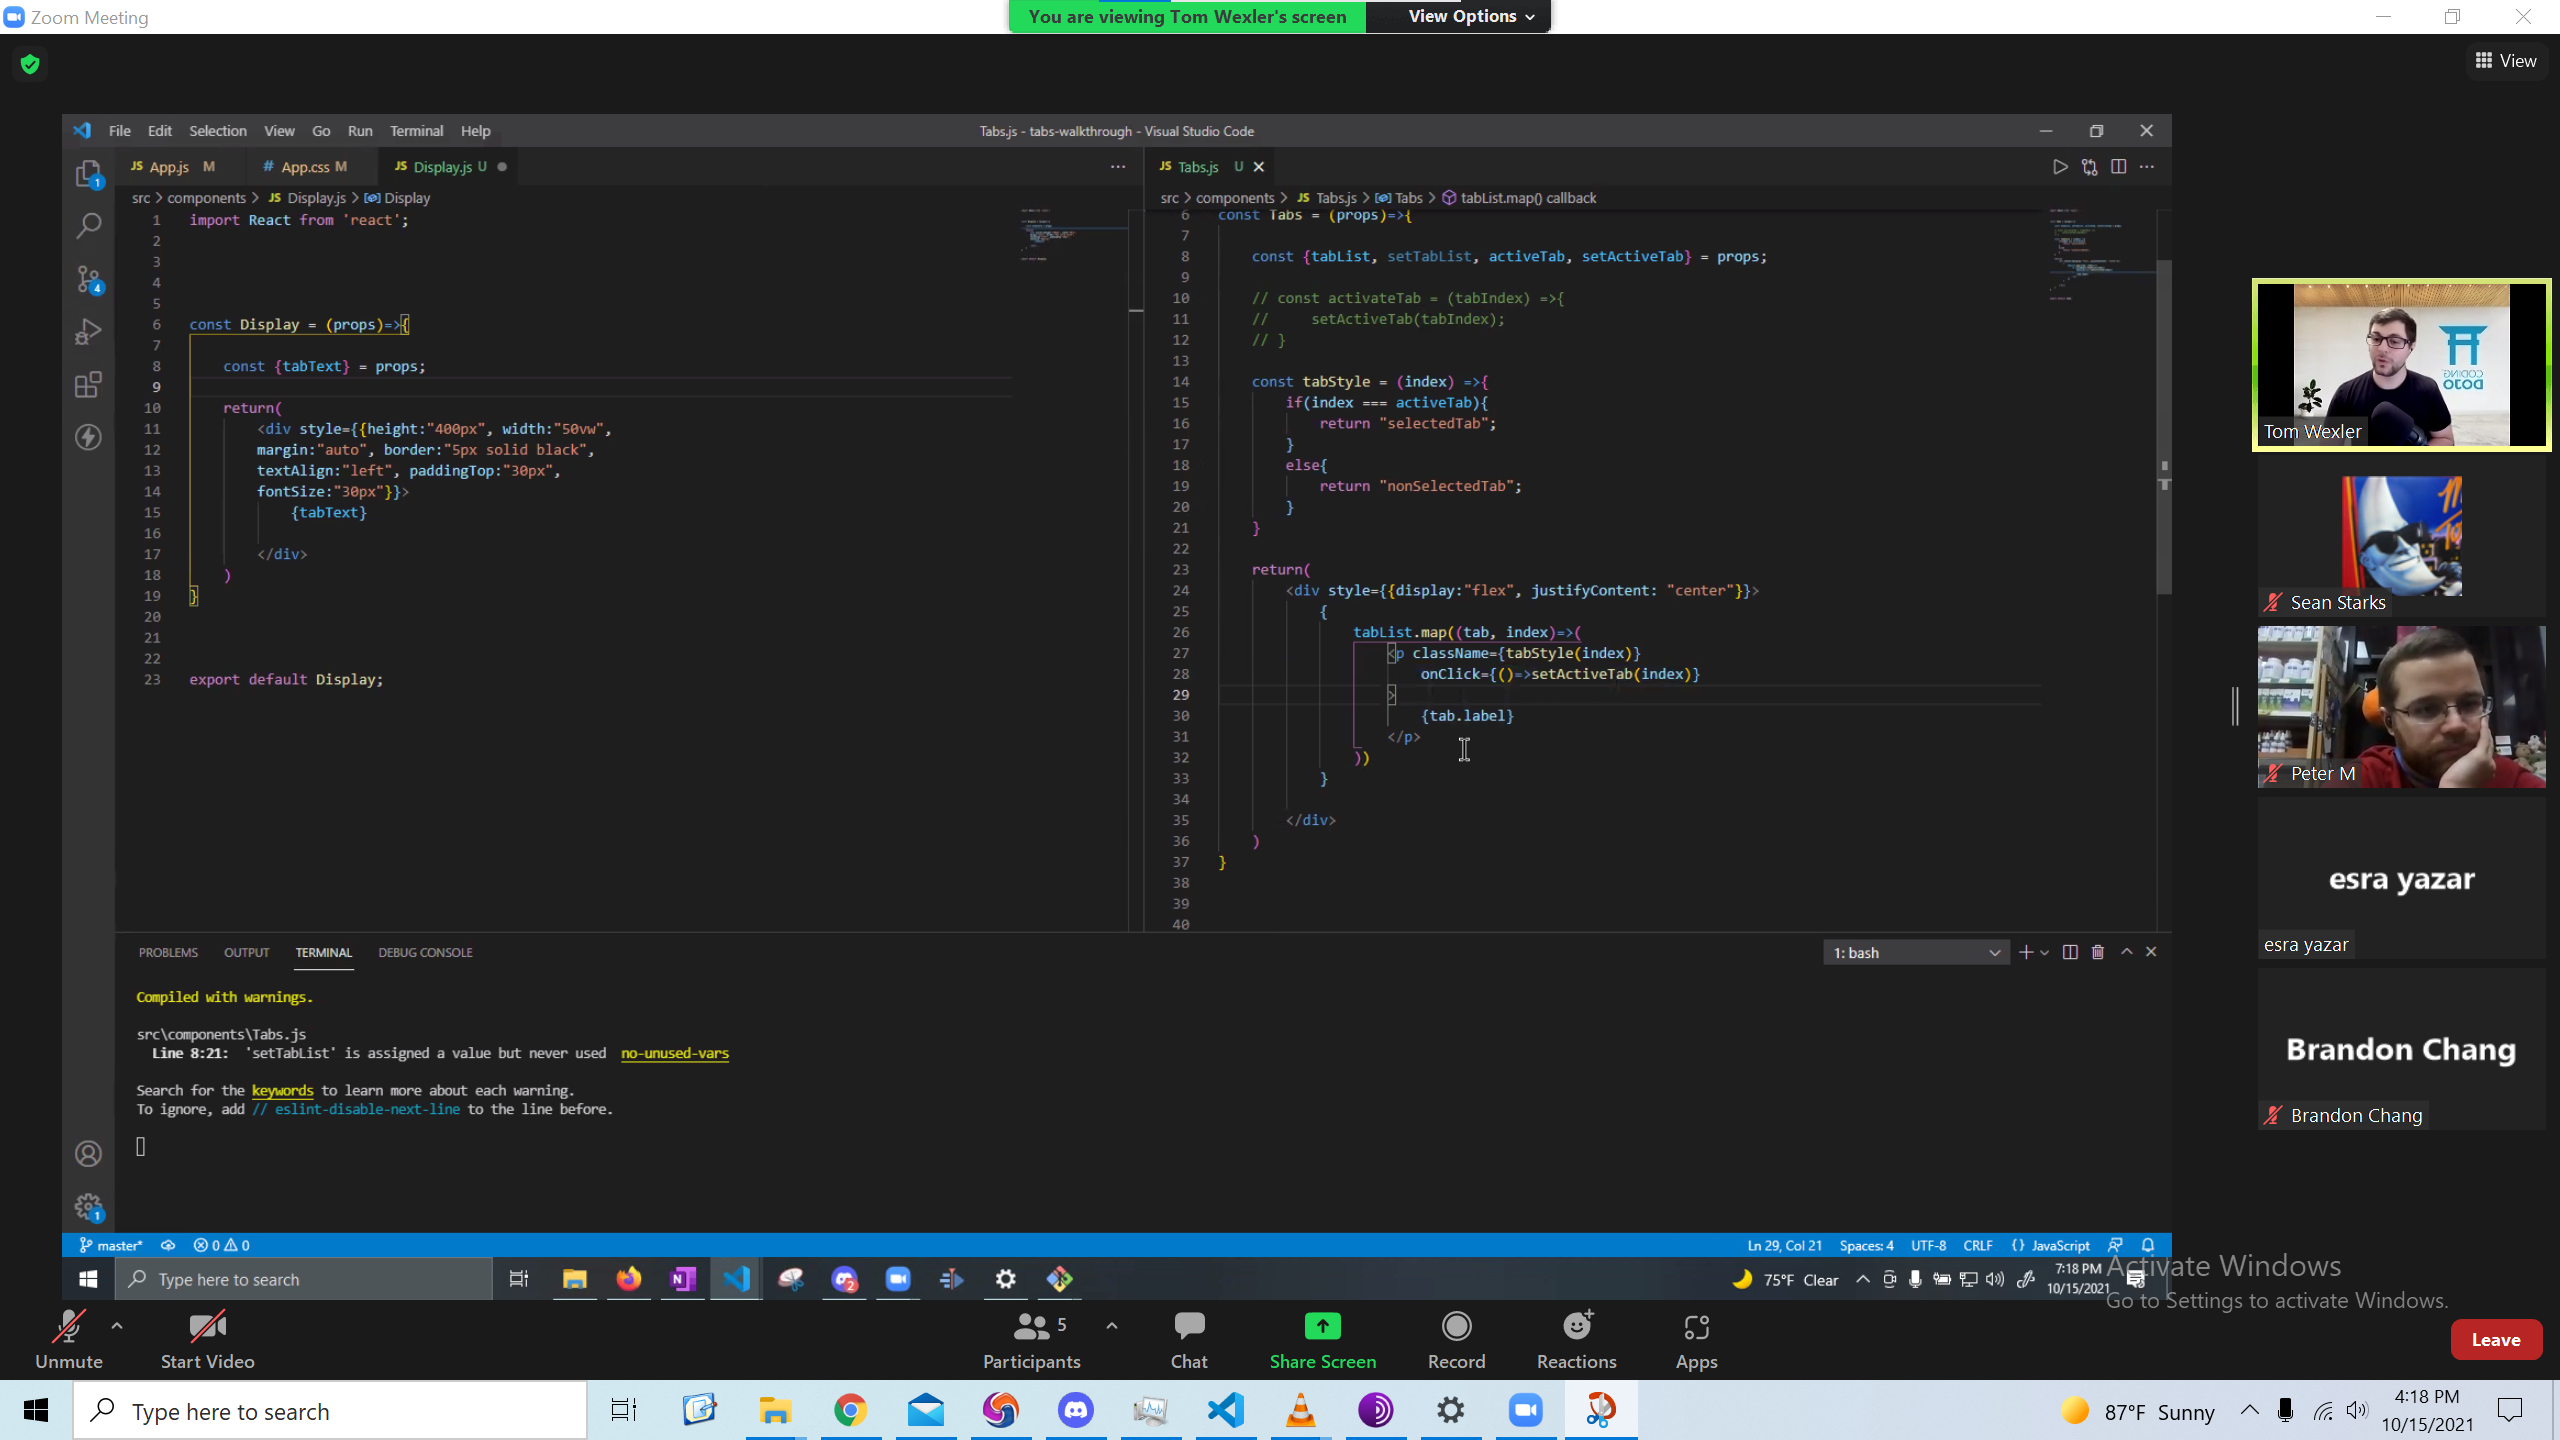 Zoom Meeting
You are viewing Tom Wexler's screen
View Options
View
File Edit Selection View Go Run Terminal Help
Tabs.js - tabs-walkthrough - Visual Studio Code
JS App.js M
# App.css M
JS Display.js U
src > components > JS Display.js > Display
1 import React from 'react';
2
3
4
5
6 const Display = (props)=>{
7
8 const {tabText} = props;
9
10 return(
11 <div style={{height:"400px", width:"50vw",
12 margin:"auto", border:"5px solid black",
13 textAlign:"left", paddingTop:"30px",
14 fontSize:"30px"}}>
15 {tabText}
16
17 </div>
18 )
19 }
20
21
22
23 export default Display;
JS Tabs.js U
src > components > JS Tabs.js > Tabs > tabList.map() callback
6 const Tabs = (props)=>{
7
8 const {tabList, setTabList, activeTab, setActiveTab} = props;
9
10 // const activateTab = (tabIndex) =>{
11 // setActiveTab(tabIndex);
12 // }
13
14 const tabStyle = (index) =>{
15 if(index === activeTab){
16 return "selectedTab";
17 }
18 else{
19 return "nonSelectedTab";
20 }
21 }
22
23 return(
24 <div style={{display:"flex", justifyContent: "center"}}>
25 {
26 tabList.map((tab, index)=>(
27 <p className={tabStyle(index)}
28 onClick={()=>setActiveTab(index)}
29 >
30 {tab.label}
31 </p>
32 ))
33 }
34
35 </div>
36 )
37 }
38
39
40
PROBLEMS OUTPUT TERMINAL DEBUG CONSOLE
1: bash
Compiled with warnings.
src\components\Tabs.js
Line 8:21: 'setTabList' is assigned a value but never used no-unused-vars
Search for the keywords to learn more about each warning.
To ignore, add // eslint-disable-next-line to the line before.
1
4
1
master* 0 0
Ln 29, Col 21 Spaces: 4 UTF-8 CRLF {} JavaScript
Type here to search
N
2
75°F Clear
7:18 PM
10/15/2021
CODING
DOJO
Tom Wexler
Sean Starks
Peter M
esra yazar
esra yazar
Brandon Chang
Brandon Chang
Activate Windows
Go to Settings to activate Windows.
Unmute
Start Video
5
Participants
Chat
Share Screen
Record
Reactions
Apps
Leave
Type here to search
87°F Sunny
4:18 PM
10/15/2021